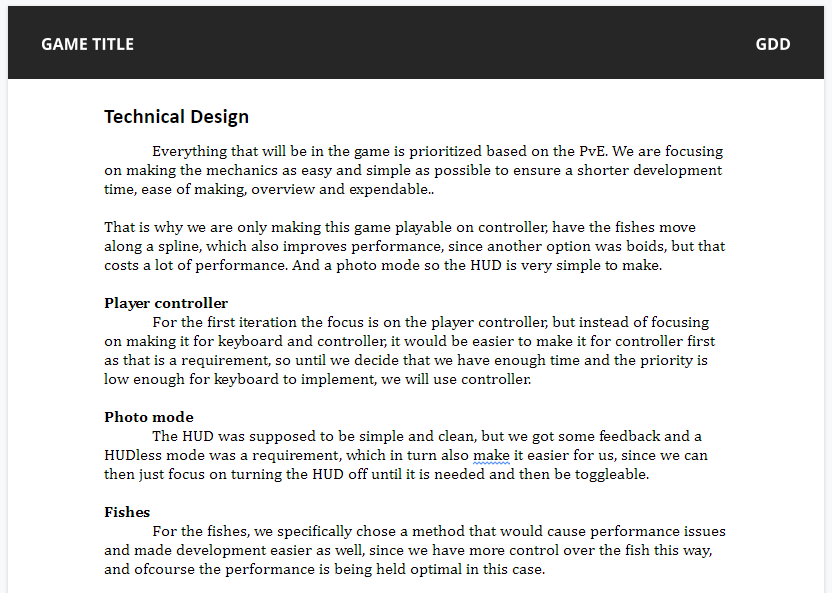 GAME TITLE
GDD
Technical Design
Everything that will be in the game is prioritized based on the PvE. We are focusing
on making the mechanics as easy and simple as possible to ensure a shorter development
time, ease of making, overview and expendable..
That is why we are only making this game playable on controller, have the fishes move
along a spline, which also improves performance, since another option was boids, but that
costs a lot of performance. And a photo mode so the HUD is very simple to make.
Player controller
For the first iteration the focus is on the player controller, but instead of focusing
on making it for keyboard and controller, it would be easier to make it for controller first
as that is a requirement, so until we decide that we have enough time and the priority is
low enough for keyboard to implement, we will use controller.
Photo mode
The HUD was supposed to be simple and clean, but we got some feedback and a
HUDless mode was a requirement, which in turn also make it easier for us, since we can
then just focus on turning the HUD off until it is needed and then be toggleable.
Fishes
For the fishes, we specifically chose a method that would cause performance issues
and made development easier as well, since we have more control over the fish this way,
and ofcourse the performance is being held optimal in this case.